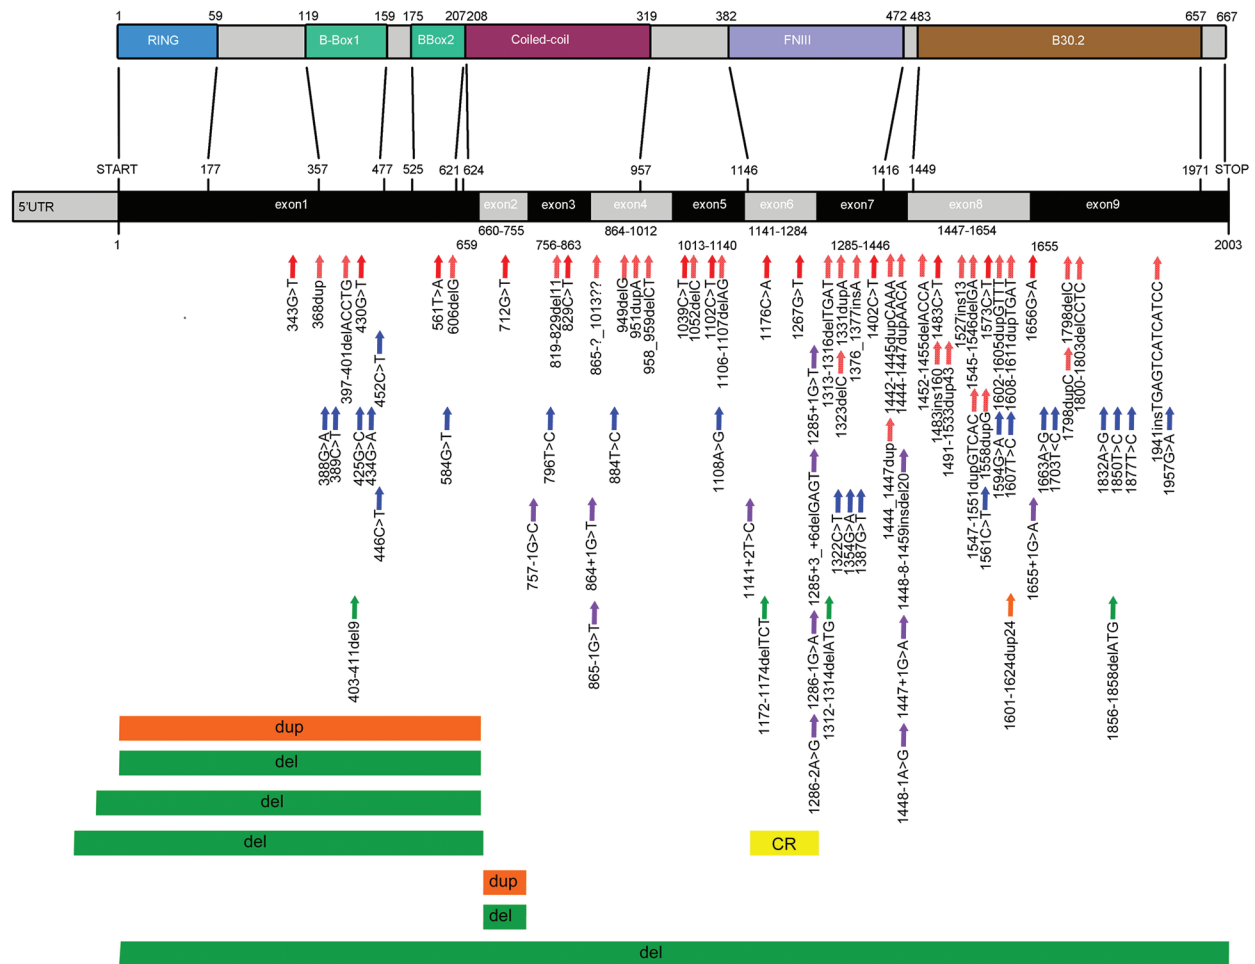 1 59 119 159 175 207 208 319 382 472 483 657 667
RING B-Box1 BBox2 Coiled-coil FNIII B30.2
START 177 357 477 525 621 624 957 1146 1416 1449 1971 STOP
5'UTR exon1 exon2 exon3 exon4 exon5 exon6 exon7 exon8 exon9
660-755 864-1012 1141-1284 1447-1654
1 659 756-863 1013-1140 1285-1446 1655 2003
343G>T
368dup
397-401delACCTG
430G>T
561T>A
606delG
712G>T
819-829del11
829C>T
865-?_1013??
949delG
951dupA
958_959delCT
1039C>T
1052delC
1102C>T
1106-1107delAG
1176C>A
1267G>T
1313-1316delTGAT
1331dupA
1376_1377insA
1402C>T
1442-1445dupCAAA
1444-1447dupAACA
1452-1455delACCA
1483C>T
1527ins13
1545-1546delGA
1573C>T
1602-1605dupGTTT
1608-1611dupTGATT
1656G>A
1798delC
1800-1803delCCTC
1941insTGAGTCATCATCC
452C>T
1285+1G>T
1323delC
1483ins160
1491-1533dup43
1798dupC
388G>A
389C>T
425G>C
434G>A
584G>T
796T>C
884T>C
1108A>G
1444_1447dup
1547-1551dupGTCAC
1558dupG
1594G>A
1607T>C
1663A>G
1703T<C
1832A>G
1850T>C
1877T>C
1957G>A
446C>T
757-1G>C
864+1G>T
1141+2T>C
1285+3_+6delGAGT
1322C>T
1354G>A
1387G>T
1448-8-1459insdel20
1561C>T
1655+1G>A
403-411del9
865-1G>T
1172-1174delTCT
1286-1G>A
1312-1314delATG
1447+1G>A
1601-1624dup24
1856-1858delATG
1286-2A>G
1448-1A>G
dup
del
del
del
CR
dup
del
del